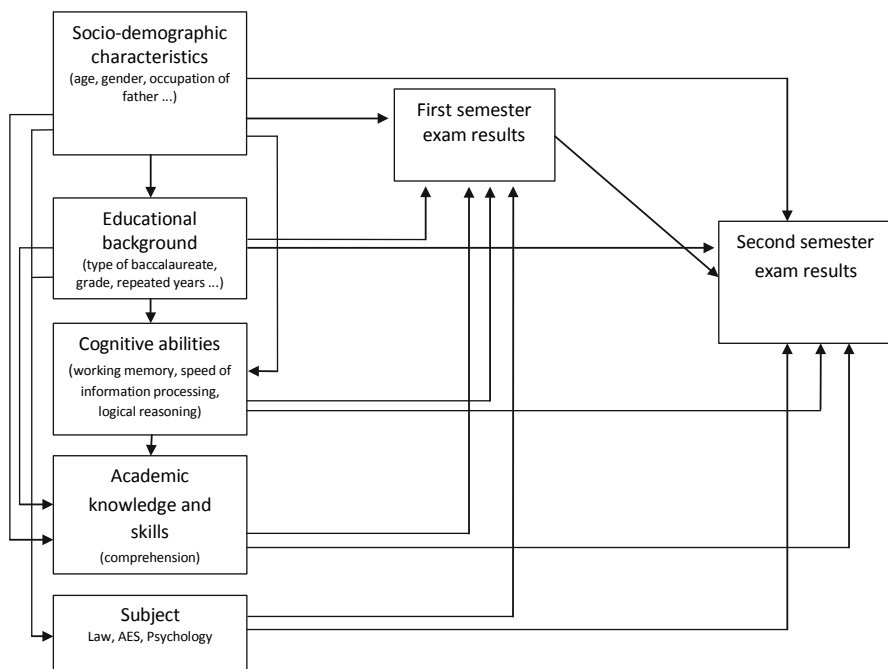 Socio-demographic
characteristics
(age, gender, occupation of
father ...)
First semester
exam results
Educational
background
(type of baccalaureate,
grade, repeated years ...)
Second semester
exam results
Cognitive abilities
(working memory, speed of
information processing,
logical reasoning)
Academic
knowledge and
skills
(comprehension)
Subject
Law, AES, Psychology